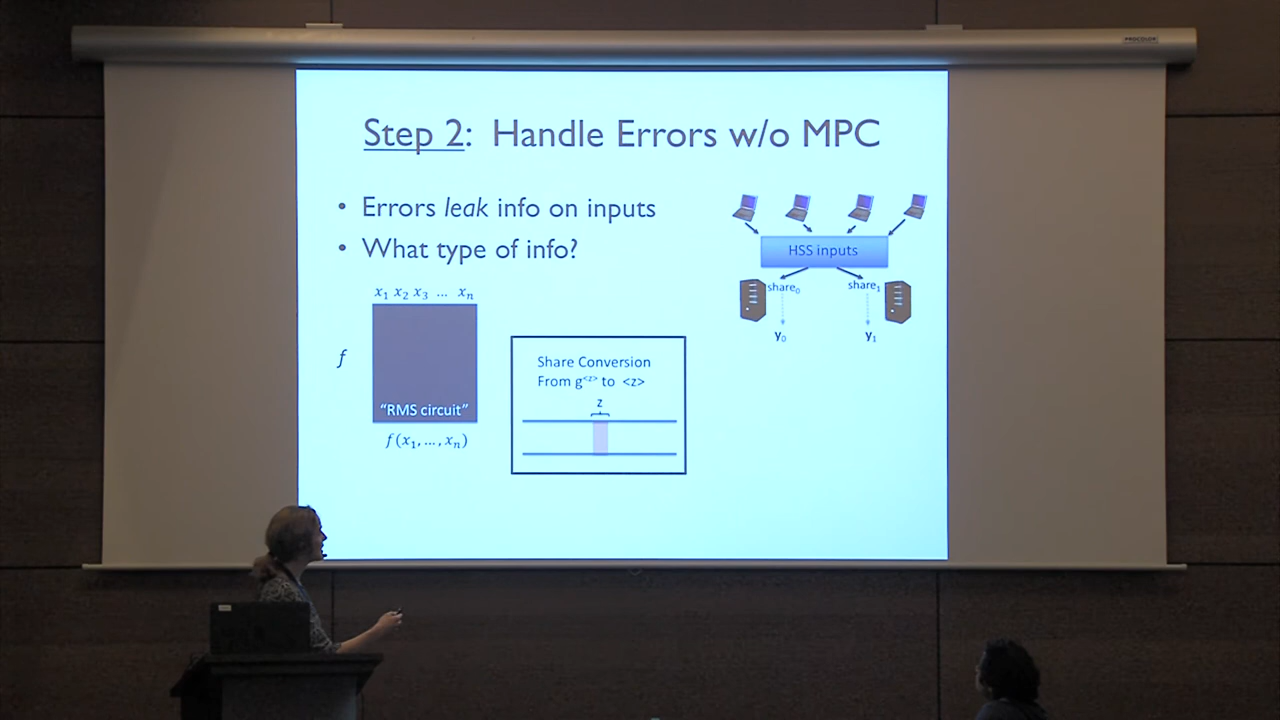 PROCOLOR
Step 2: Handle Errors w/o MPC
• Errors leak info on inputs
• What type of info?
HSS inputs
share₀ share₁
y₀ y₁
x₁ x₂ x₃ ... xₙ
f
"RMS circuit"
f(x₁, ..., xₙ)
Share Conversion
From g^<z> to <z>
z